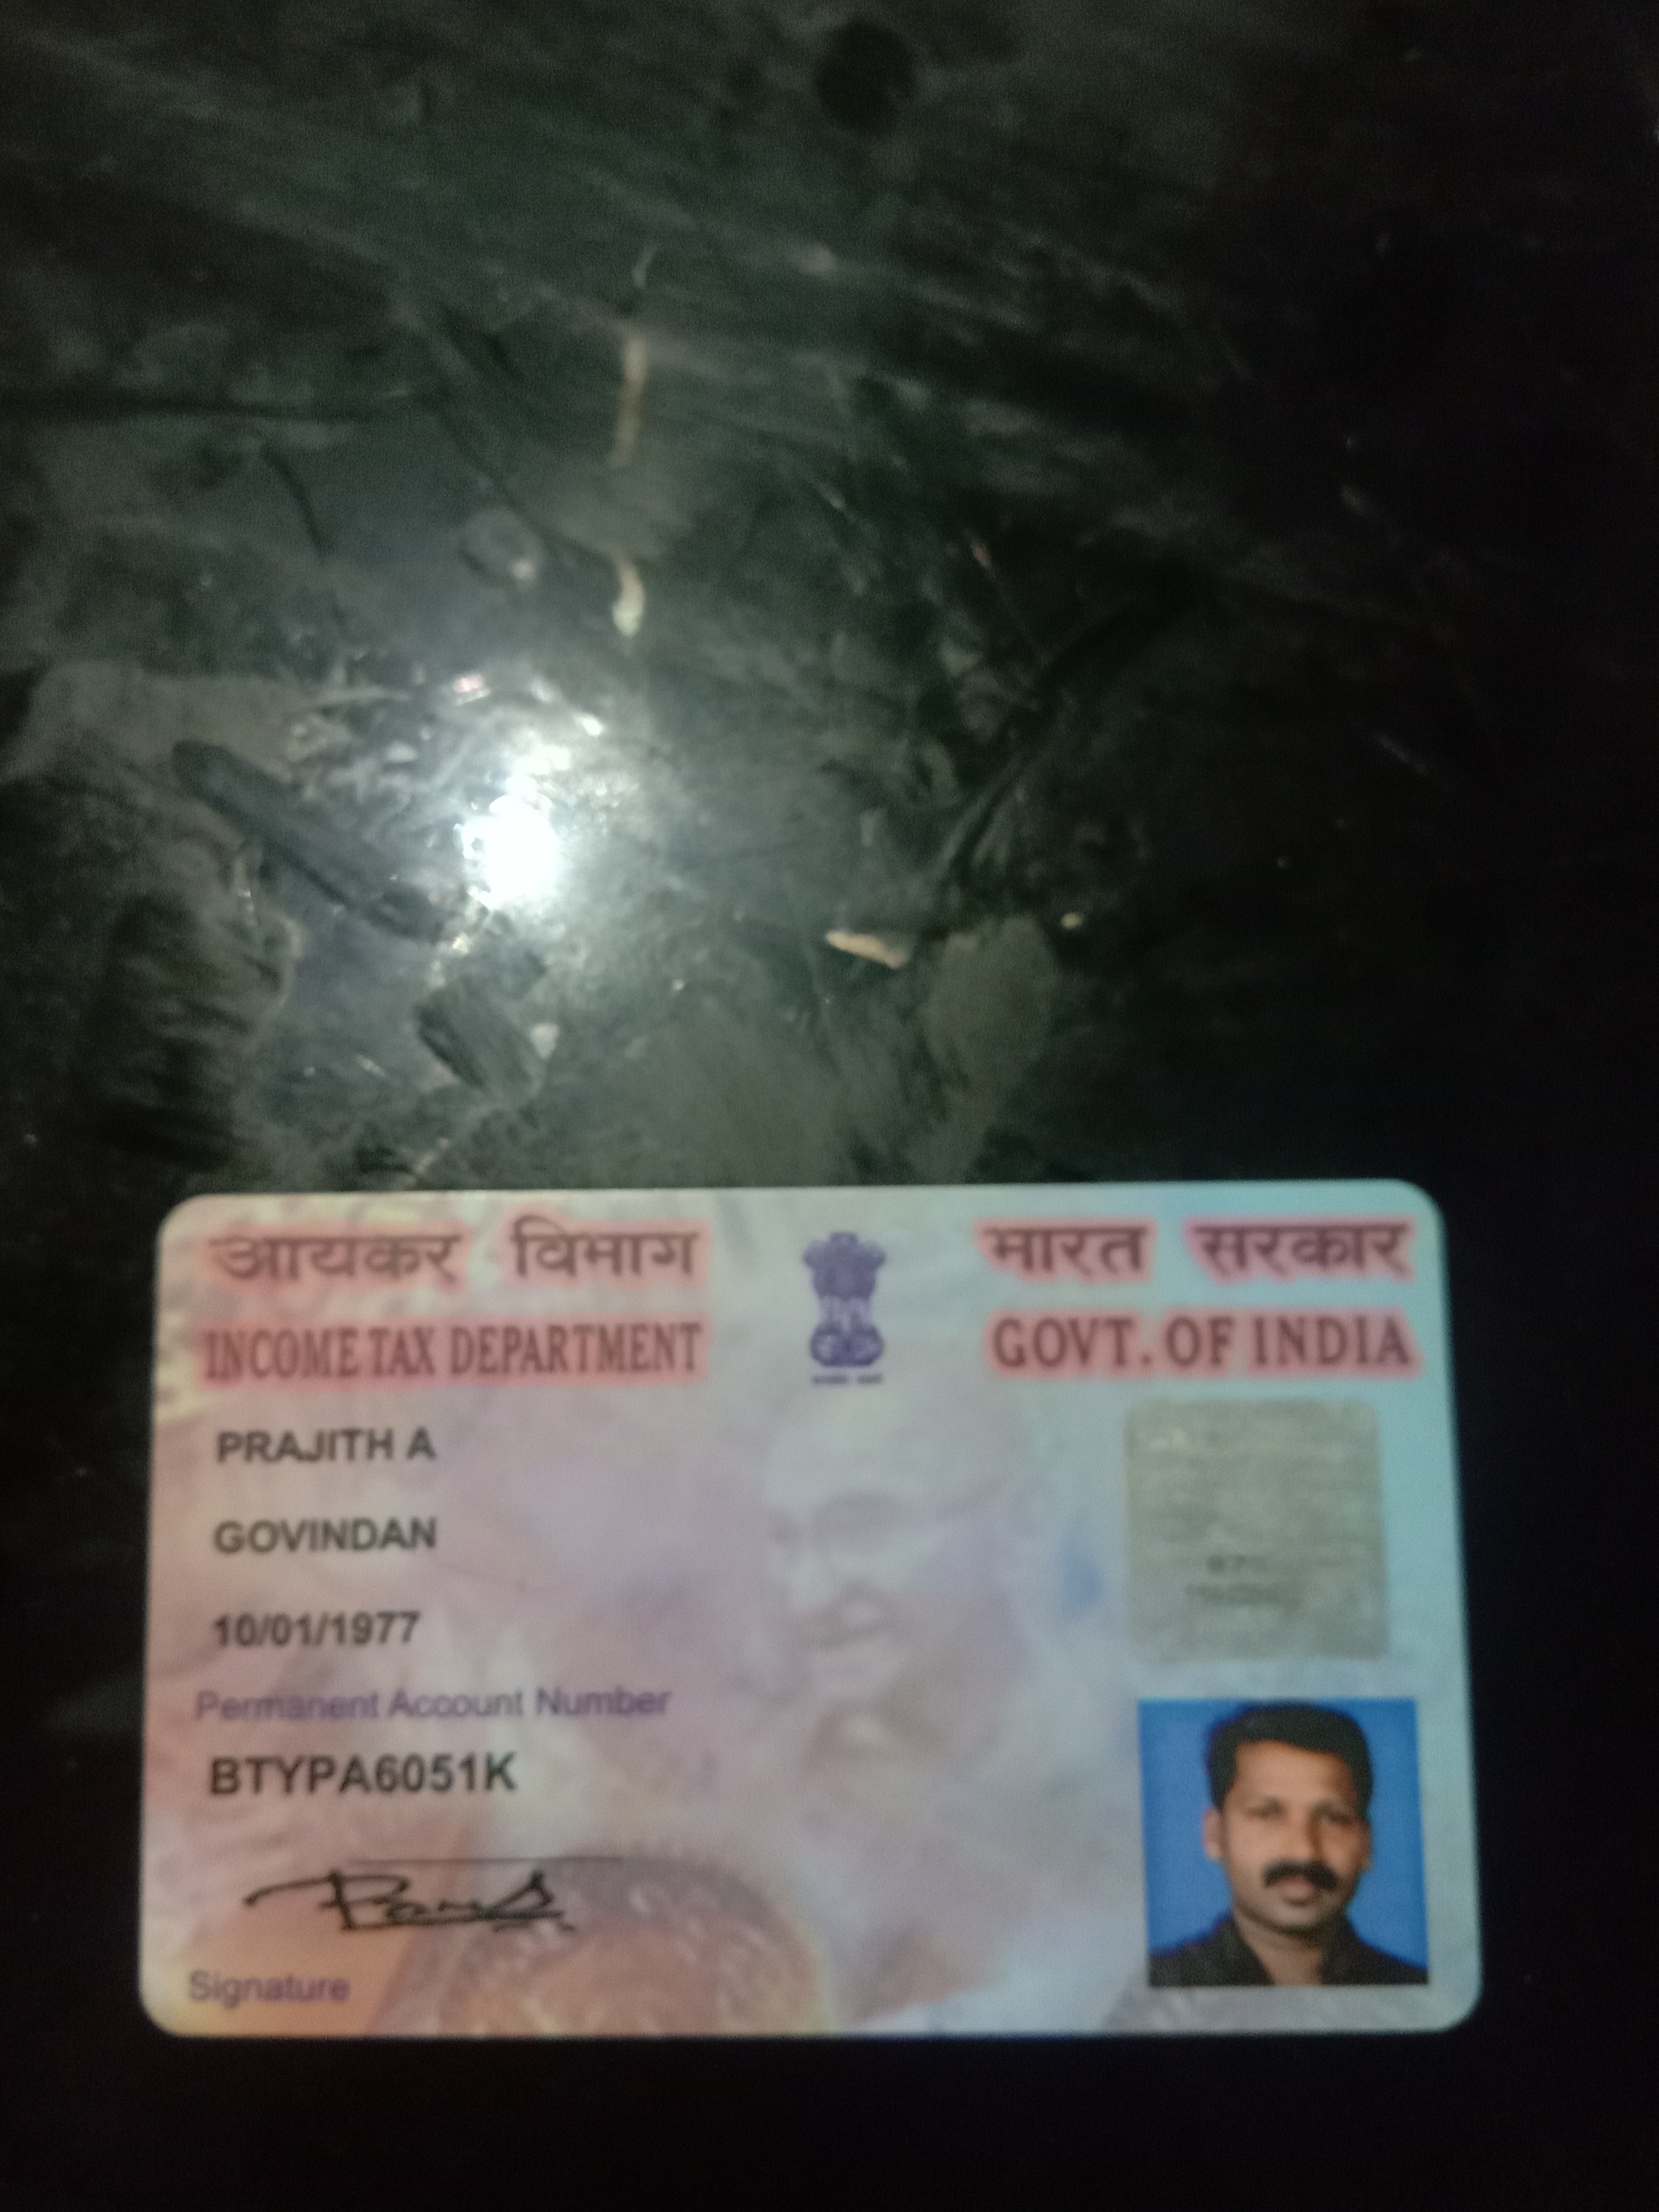 आयकर विभाग
INCOME TAX DEPARTMENT
भारत सरकार
GOVT. OF INDIA
PRAJITH A
GOVINDAN
10/01/1977
Permanent Account Number
BTYPA6051K
Signature